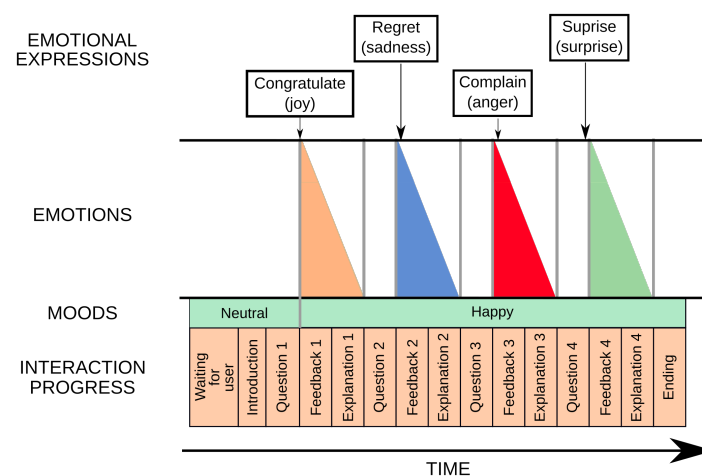 EMOTIONAL
EXPRESSIONS
Congratulate
(joy)
Regret
(sadness)
Complain
(anger)
Suprise
(surprise)
EMOTIONS
MOODS
Neutral
Happy
INTERACTION
PROGRESS
Waiting
for
user
Introduction
Question 1
Feedback 1
Explanation 1
Question 2
Feedback 2
Explanation 2
Question 3
Feedback 3
Explanation 3
Question 4
Feedback 4
Explanation 4
Ending
TIME